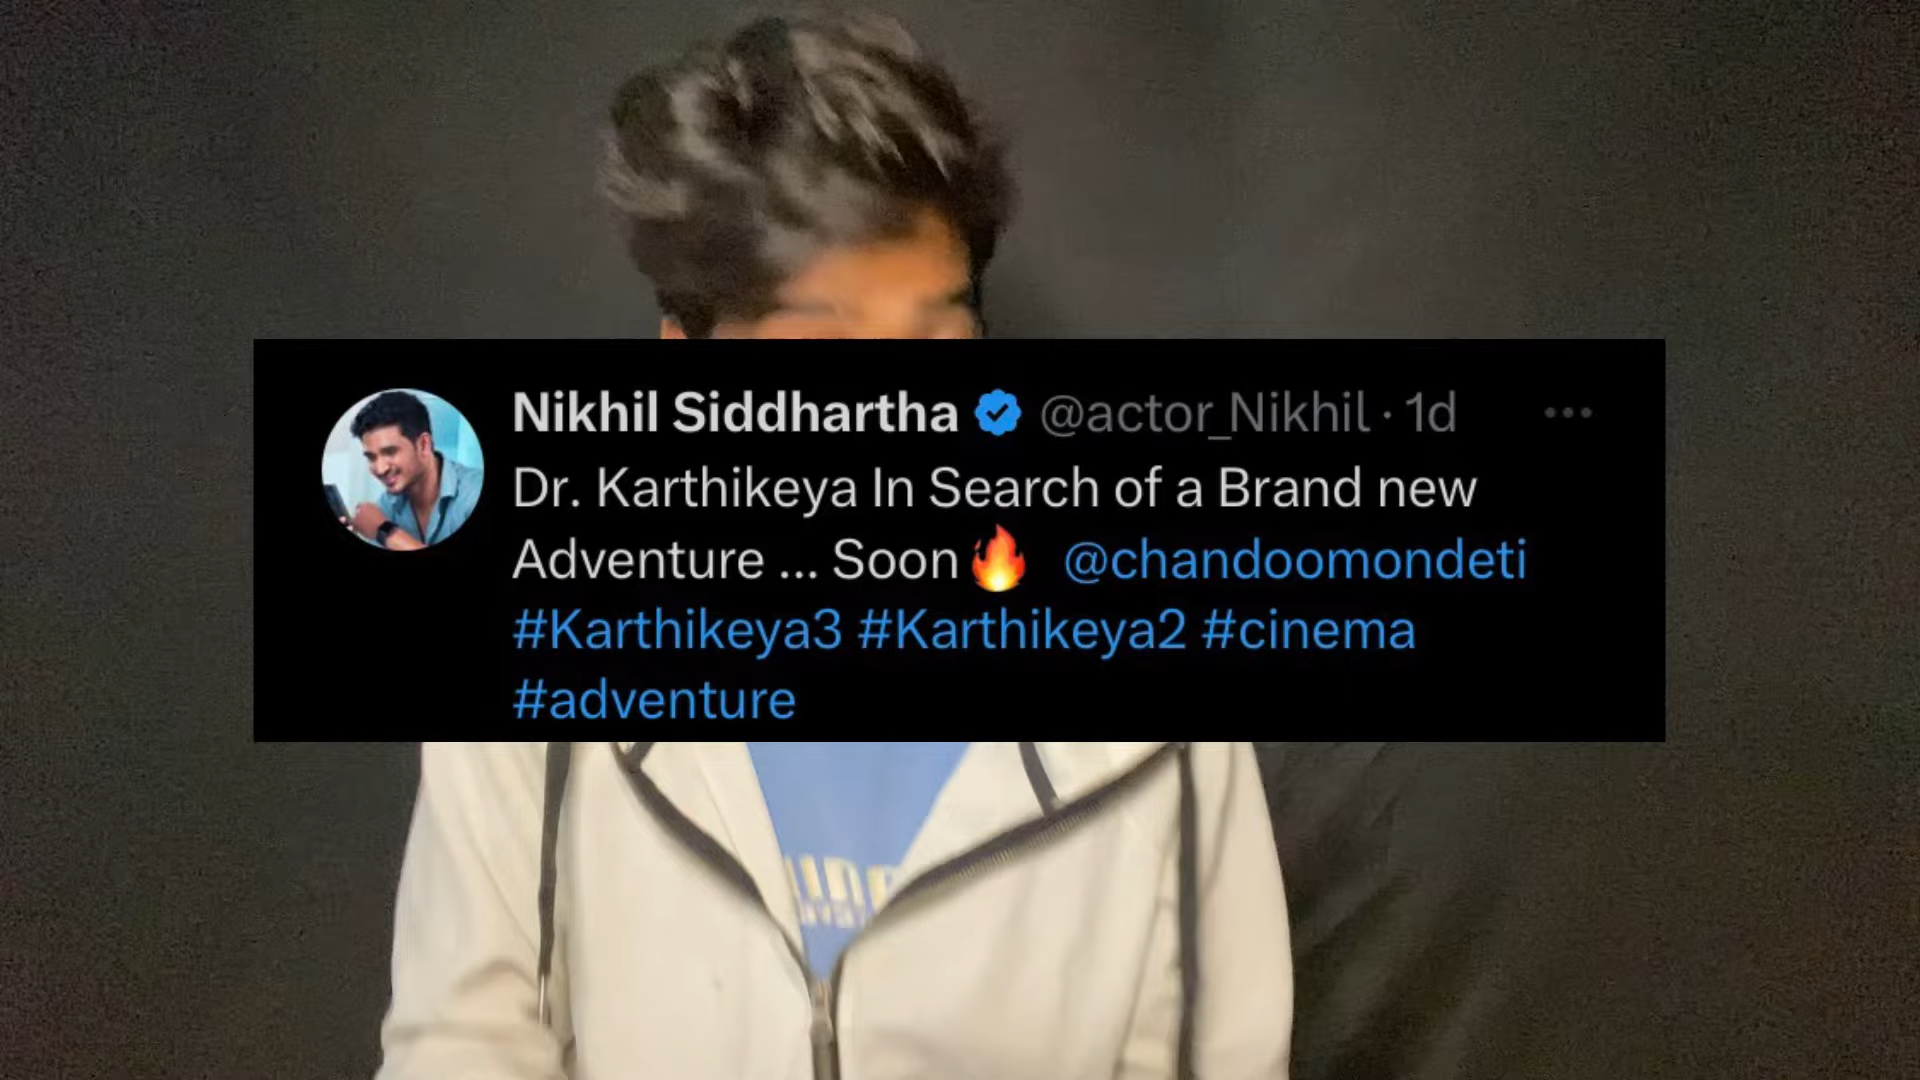 Nikhil Siddhartha @actor_Nikhil · 1d
Dr. Karthikeya In Search of a Brand new
Adventure ... Soon🔥 @chandoomondeti
#Karthikeya3 #Karthikeya2 #cinema
#adventure